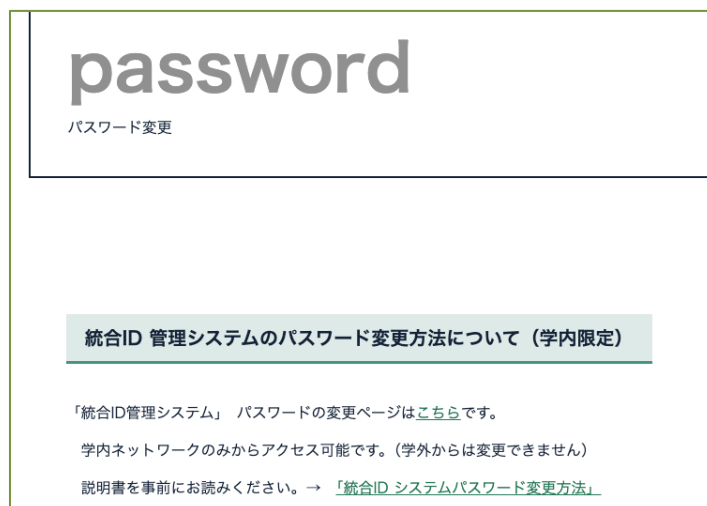 password
パスワード変更
統合ID 管理システムのパスワード変更方法について（学内限定）
「統合ID管理システム」 パスワードの変更ページはこちらです。
学内ネットワークのみからアクセス可能です。（学外からは変更できません）
説明書を事前にお読みください。→ 「統合ID システムパスワード変更方法」